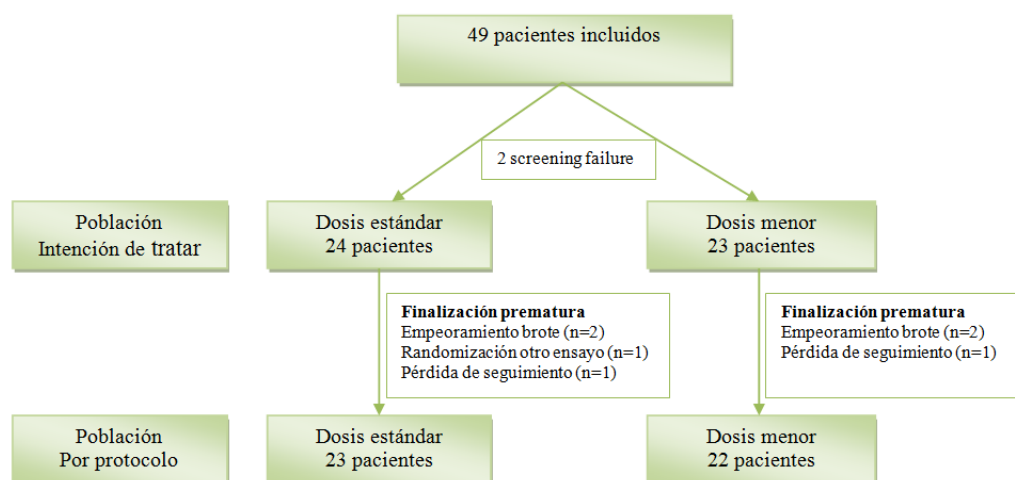 49 pacientes incluidos
2 screening failure
Población
Intención de tratar
Dosis estándar
24 pacientes
Dosis menor
23 pacientes
Finalización prematura
Empeoramiento brote (n=2)
Randomización otro ensayo (n=1)
Pérdida de seguimiento (n=1)
Finalización prematura
Empeoramiento brote (n=2)
Pérdida de seguimiento (n=1)
Población
Por protocolo
Dosis estándar
23 pacientes
Dosis menor
22 pacientes